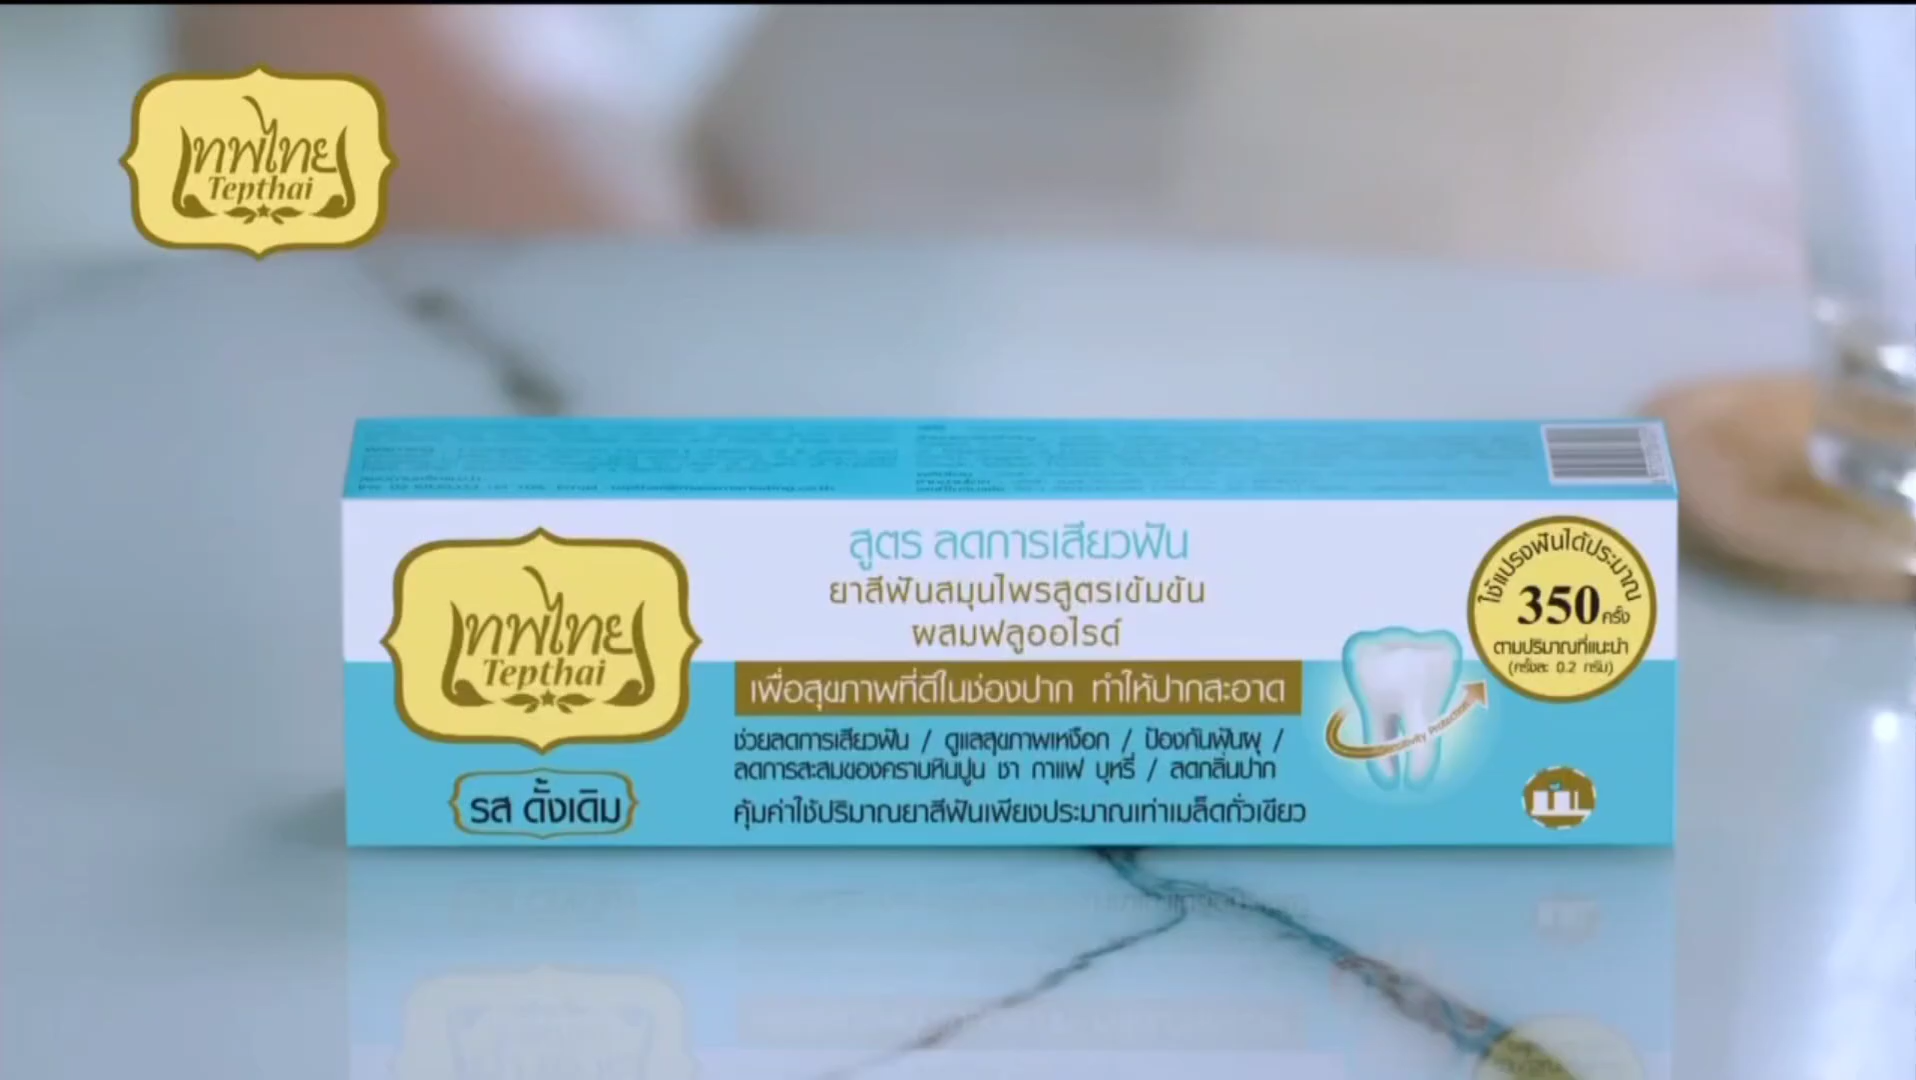 เทพไทย
Tepthai
เทพไทย
Tepthai
รส ดั้งเดิม
สูตร ลดการเสียวฟัน
ยาสีฟันสมุนไพรสูตรเข้มข้น
ผสมฟลูออไรด์
เพื่อสุขภาพที่ดีในช่องปาก ทำให้ปากสะอาด
ช่วยลดการเสียวฟัน / ดูแลสุขภาพเหงือก / ป้องกันฟันผุ /
ลดการสะสมของคราบหินปูน ชา กาแฟ บุหรี่ / ลดกลิ่นปาก
คุ้มค่าใช้ปริมาณยาสีฟันเพียงประมาณเท่าเมล็ดถั่วเขียว
ใช้แปรงฟันได้ประมาณ
350 ครั้ง
ตามปริมาณที่แนะนำ
(ครั้งละ 0.2 กรัม)
Sensitivity Protection